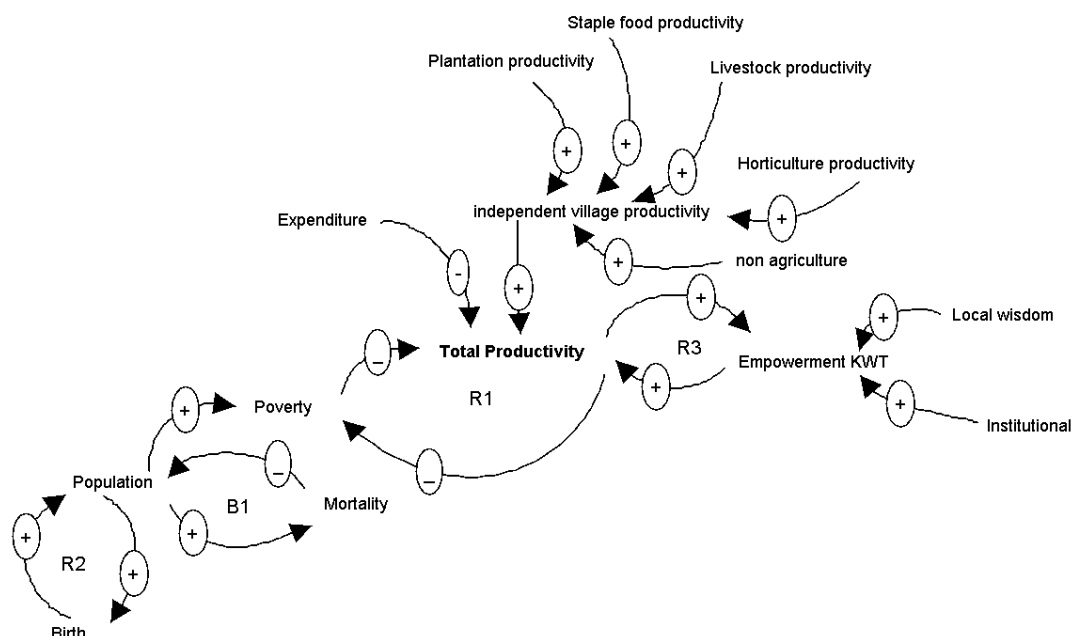 Staple food productivity
Plantation productivity
Livestock productivity
+
+
+
Horticulture productivity
+
independent village productivity
Expenditure
+
non agriculture
-
+
+
+
Local wisdom
–
Total Productivity
R3
Empowerment KWT
+
R1
+
+
Poverty
Institutional
–
–
Population
Mortality
B1
+
+
R2
+
Birth